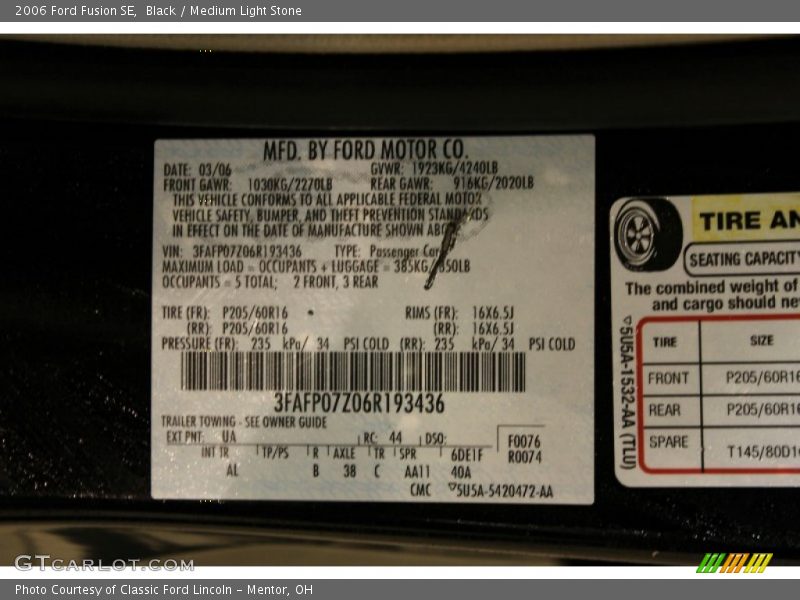 2006 Ford Fusion SE,  Black / Medium Light Stone
MFD. BY FORD MOTOR CO.
DATE: 03/06 GVWR: 1923KG/4240LB
FRONT GAWR: 1030KG/2270LB REAR GAWR: 916KG/2020LB
THIS VEHICLE CONFORMS TO ALL APPLICABLE FEDERAL MOTOR
VEHICLE SAFETY, BUMPER, AND THEFT PREVENTION STANDARDS
IN EFFECT ON THE DATE OF MANUFACTURE SHOWN
VIN: 3FAFP07Z06R193436 TYPE: Passenger Car
MAXIMUM LOAD = OCCUPANTS + LUGGAGE = 385KG/850LB
OCCUPANTS = 5 TOTAL; 2 FRONT, 3 REAR
TIRE (FR): P205/60R16 RIMS (FR): 16X6.5J
(RR): P205/60R16 (RR): 16X6.5J
PRESSURE (FR): 235 kPa/ 34 PSI COLD (RR): 235 kPa/ 34 PSI COLD
3FAFP07Z06R193436
TRAILER TOWING - SEE OWNER GUIDE
EXT PNT: UA RC: 44 DSO: F0076
INT TR TP/PS R AXLE TR SPR 6DE1F R0074
AL B 38 C AA11 40A
CMC ▽5U5A-5420472-AA
TIRE AN
SEATING CAPACITY
The combined weight of
and cargo should ne
▽5U5A-1532-AA (TLU)
TIRE SIZE
FRONT P205/60R16
REAR P205/60R16
SPARE T145/80D1
GTCARLOT.COM
Photo Courtesy of Classic Ford Lincoln - Mentor, OH